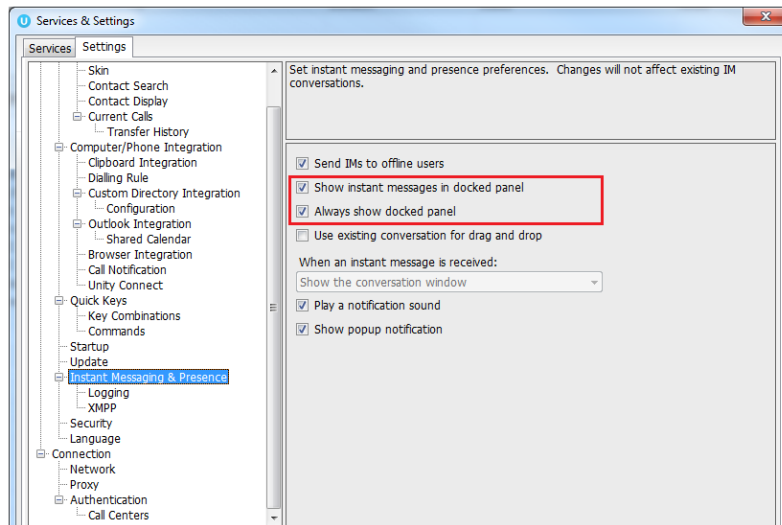 Services & Settings
Services
Settings
Skin
Contact Search
Contact Display
Current Calls
Transfer History
Computer/Phone Integration
Clipboard Integration
Dialling Rule
Custom Directory Integration
Configuration
Outlook Integration
Shared Calendar
Browser Integration
Call Notification
Unity Connect
Quick Keys
Key Combinations
Commands
Startup
Update
Instant Messaging & Presence
Logging
XMPP
Security
Language
Connection
Network
Proxy
Authentication
Call Centers
Set instant messaging and presence preferences. Changes will not affect existing IM
conversations.
Send IMs to offline users
Show instant messages in docked panel
Always show docked panel
Use existing conversation for drag and drop
When an instant message is received:
Show the conversation window
Play a notification sound
Show popup notification